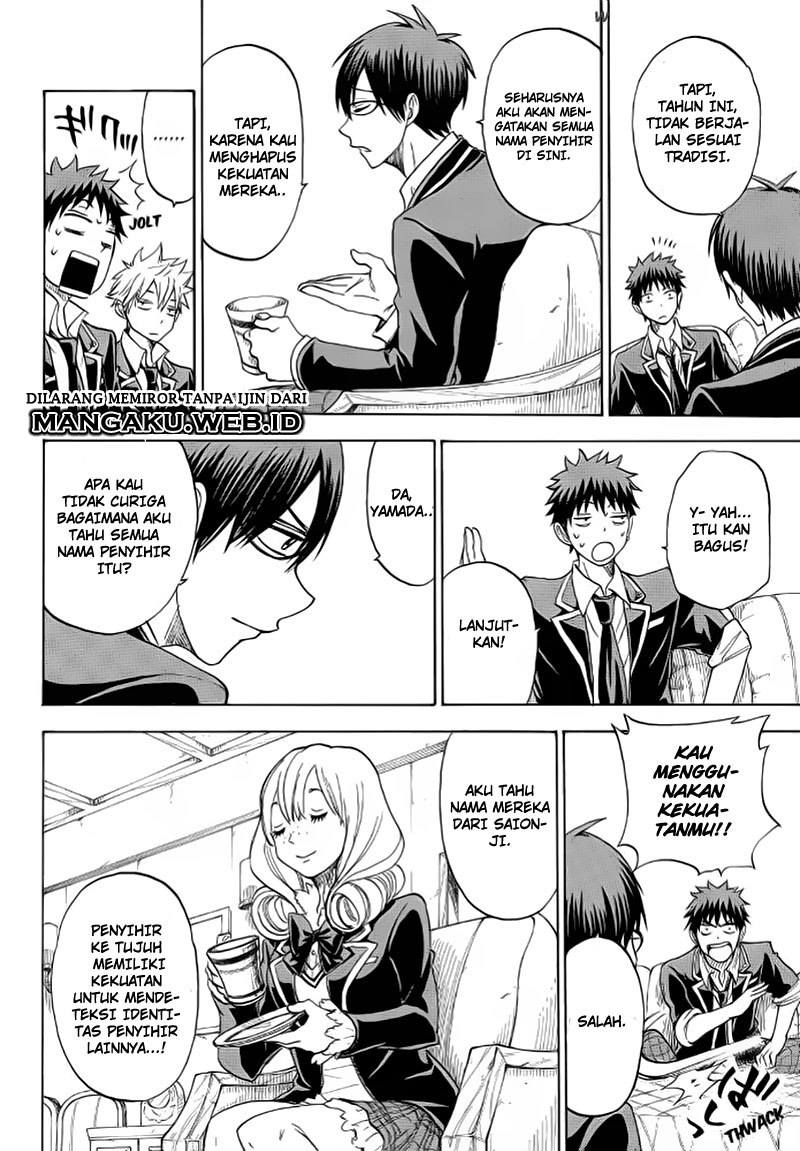 TAPI,
TAHUN INI,
TIDAK BERJA-
LAN SESUAI
TRADISI.
SEHARUSNYA
AKU AKAN MEN-
GATAKAN SEMUA
NAMA PENYIHIR
DI SINI.
TAPI,
KARENA KAU
MENGHAPUS
KEKUATAN
MEREKA..
.......
ギクッ
JOLT
DILARANG MEMIROR TANPA IJIN DARI
MANGAKU.WEB.ID
Y- YAH...
ITU KAN
BAGUS!
LANJUT-
KAN!
DA,
YAMADA..
APA KAU
TIDAK CURIGA
BAGAIMANA AKU
TAHU SEMUA
NAMA PENYIHIR
ITU?
KAU
MENGGU-
NAKAN
KEKUA-
TANMU!!
SALAH.
THWACK
AKU TAHU
NAMA MEREKA
DARI SAION-
JI.
PENYIHIR
KE TUJUH
MEMILIKI
KEKUATAN
UNTUK MENDE-
TEKSI IDENTI-
TAS PENYIHIR
LAINNYA...!